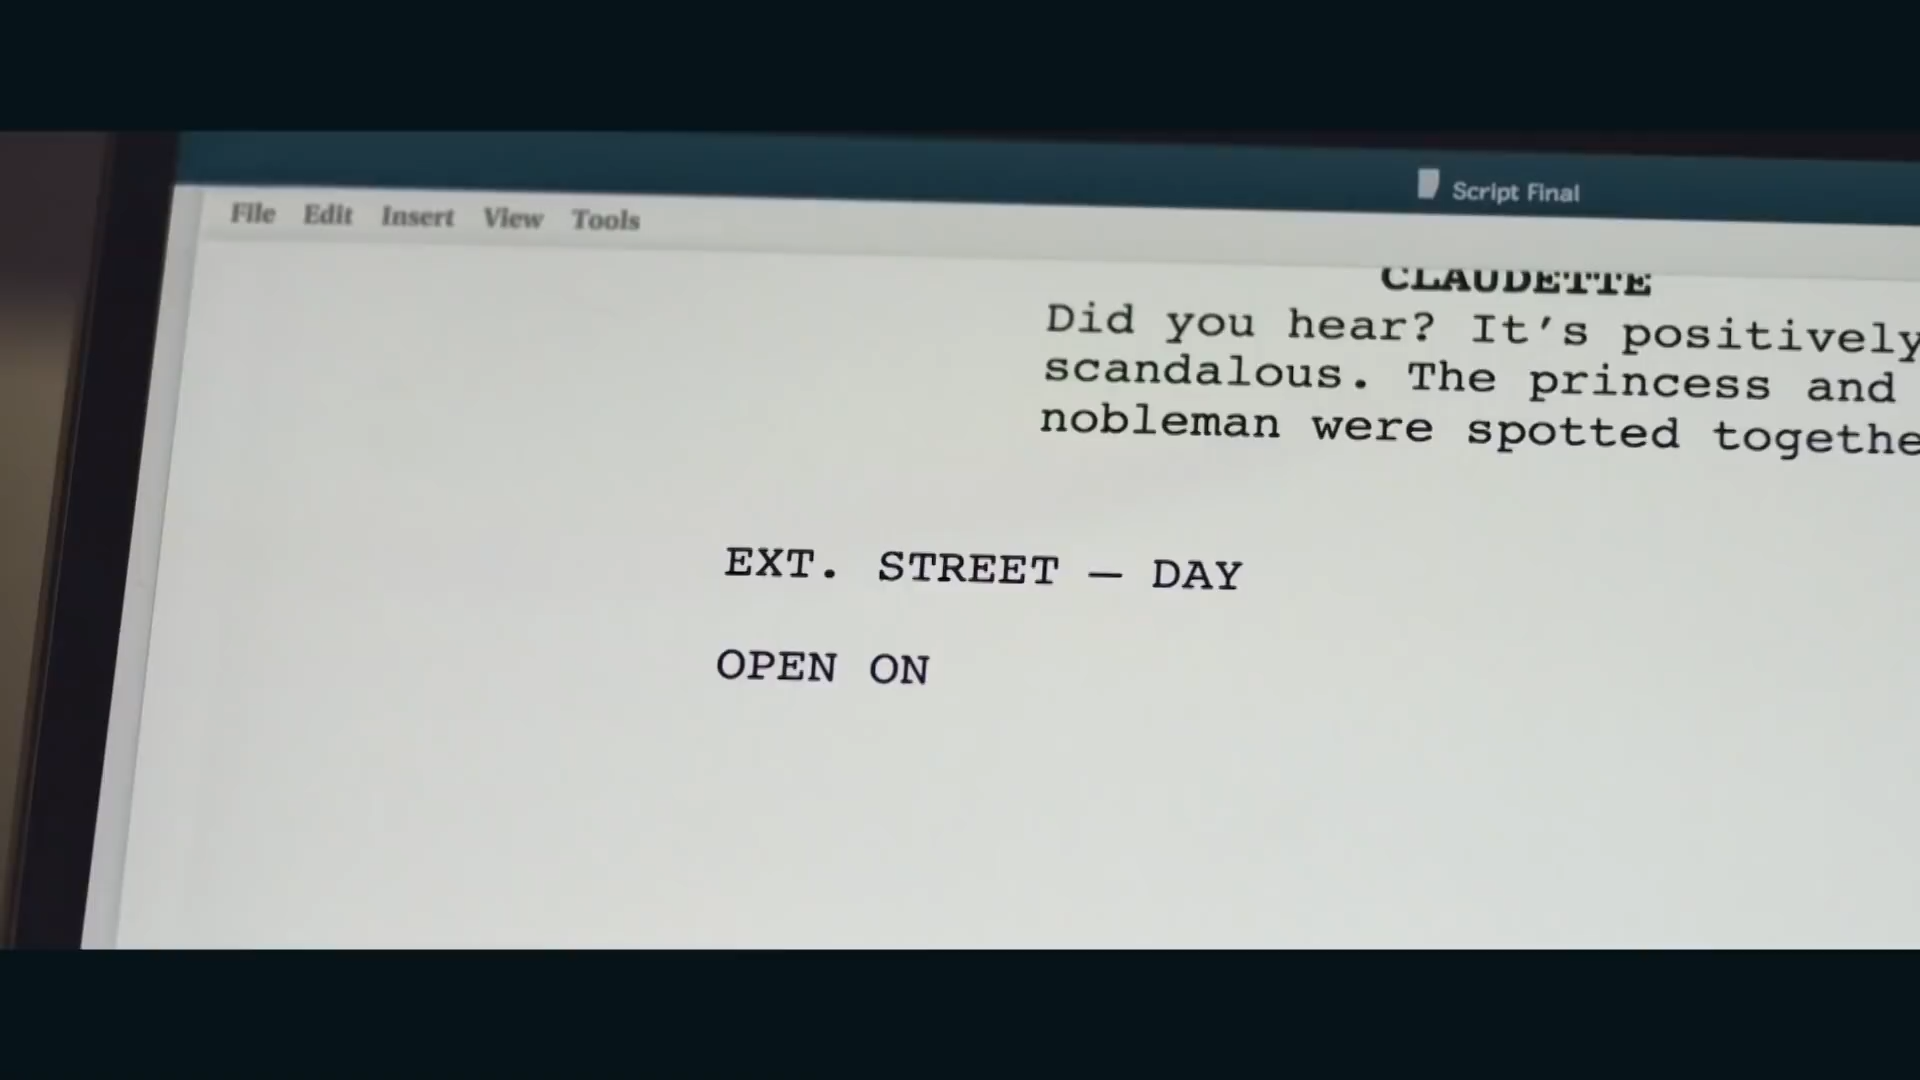 Script Final
File Edit Insert View Tools
CLAUDETTE
Did you hear? It's positively
scandalous. The princess and
nobleman were spotted togethe
EXT. STREET — DAY
OPEN ON